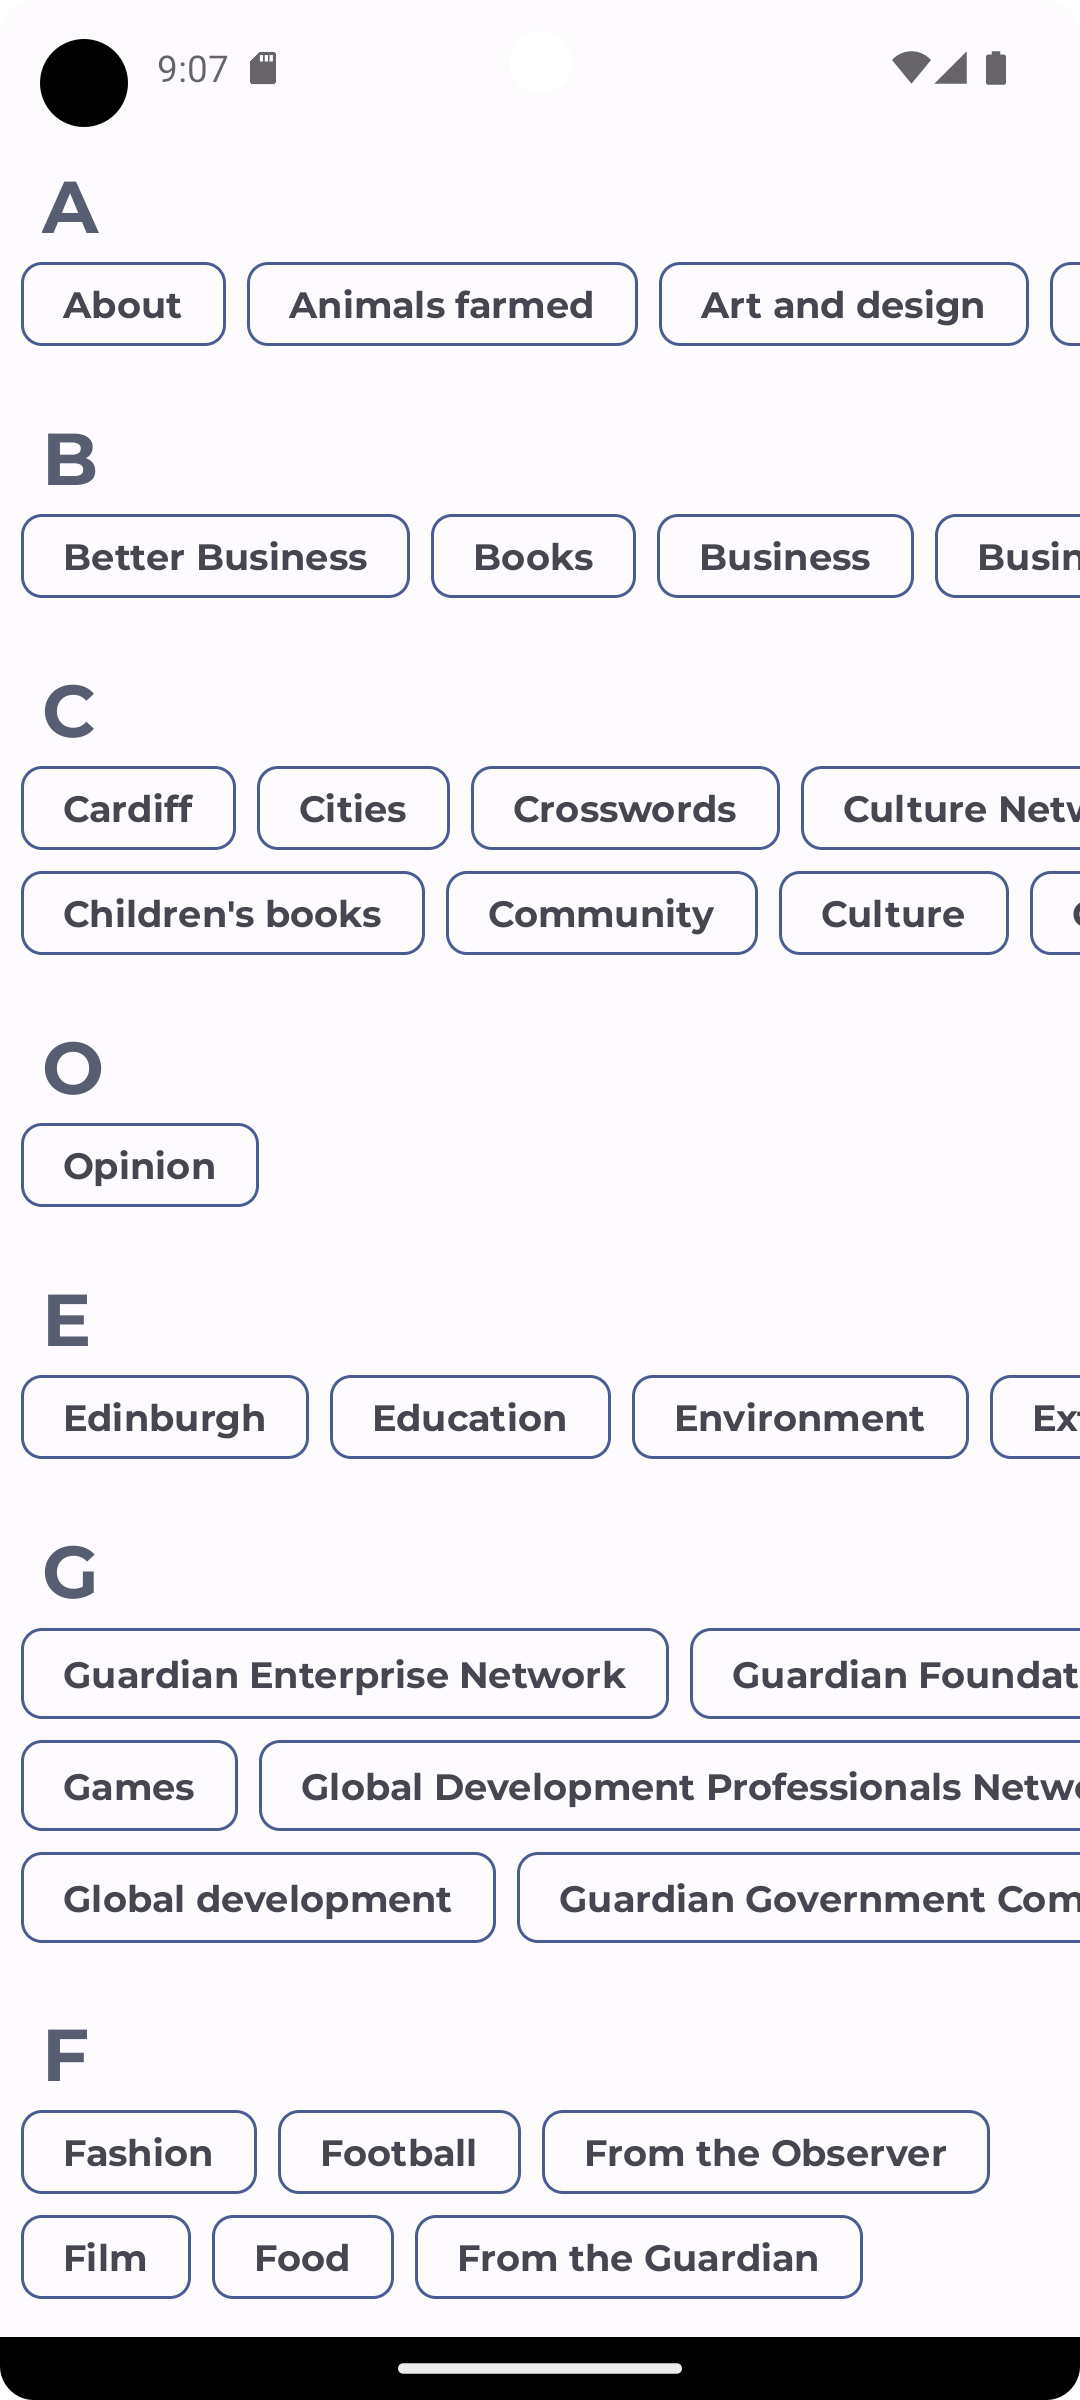 9:07
A
About Animals farmed Art and design
B
Better Business Books Business Busin
C
Cardiff Cities Crosswords Culture Netw
Children's books Community Culture
O
Opinion
E
Edinburgh Education Environment Ext
G
Guardian Enterprise Network Guardian Foundat
Games Global Development Professionals Netwo
Global development Guardian Government Com
F
Fashion Football From the Observer
Film Food From the Guardian